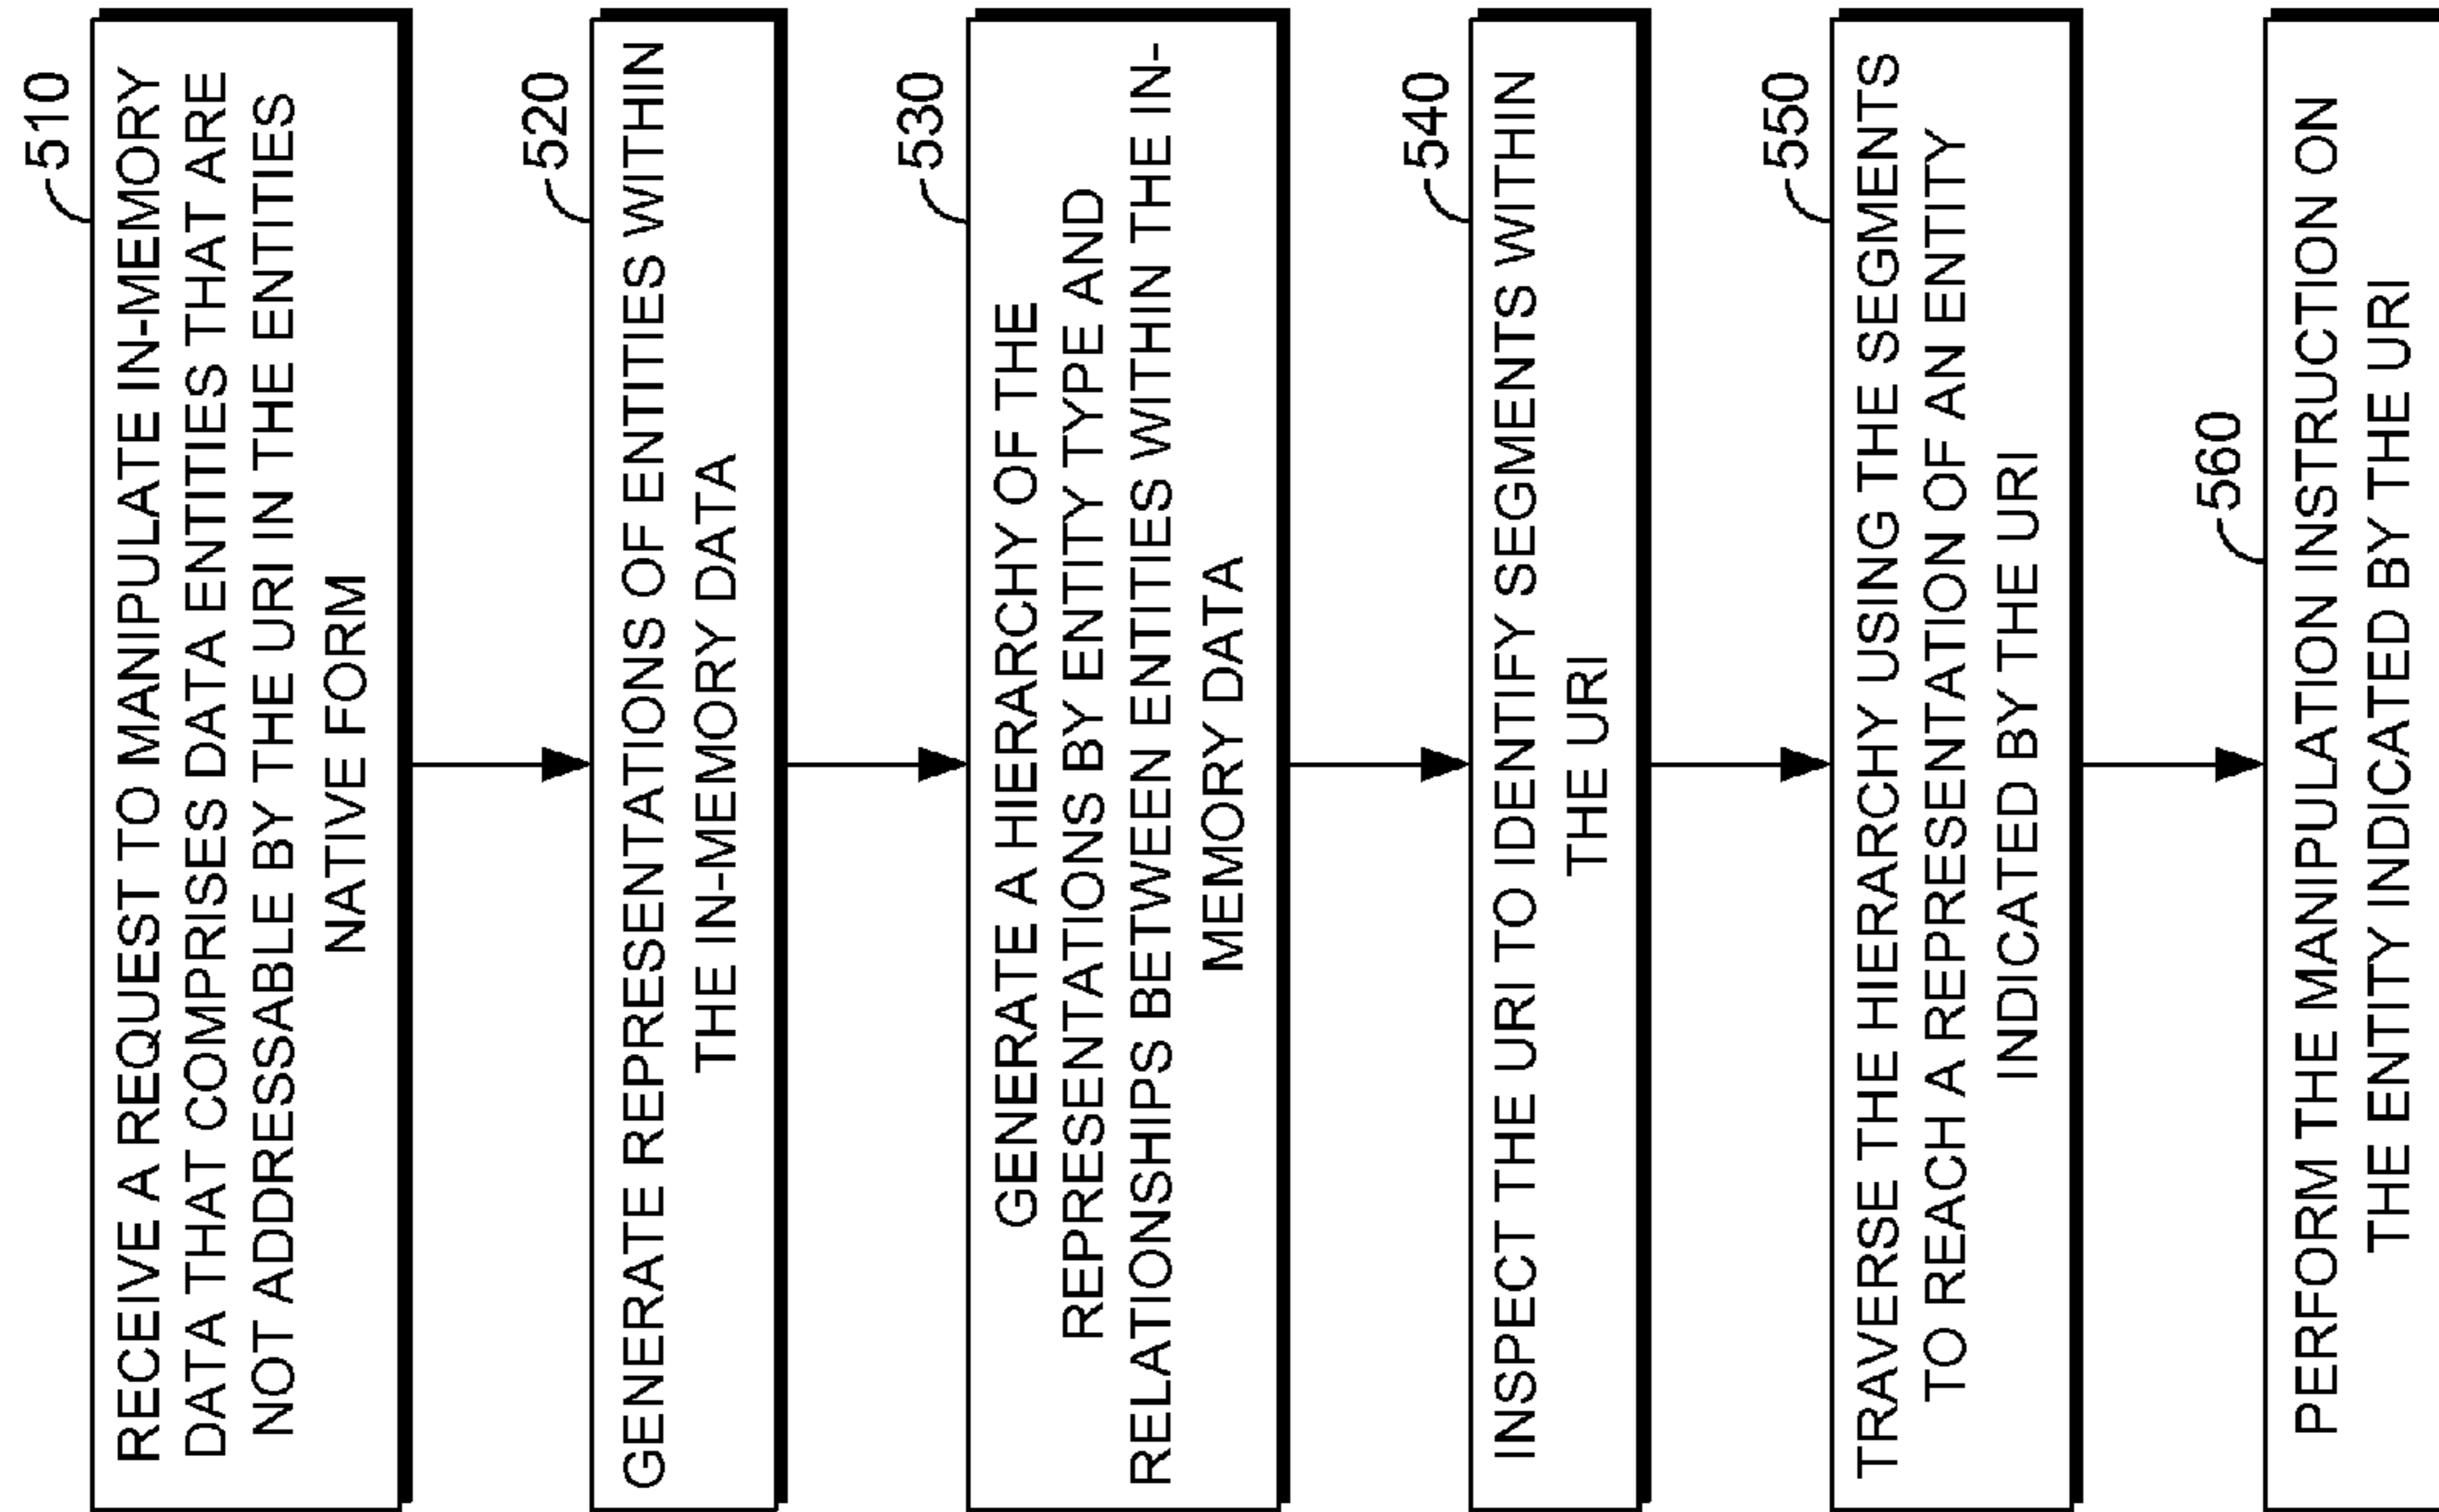 510
RECEIVE A REQUEST TO MANIPULATE IN-MEMORY
DATA THAT COMPRISES DATA ENTITIES THAT ARE
NOT ADDRESSABLE BY THE URI IN THE ENTITIES
NATIVE FORM
520
GENERATE REPRESENTATIONS OF ENTITIES WITHIN
THE IN-MEMORY DATA
530
GENERATE A HIERARCHY OF THE
REPRESENTATIONS BY ENTITY TYPE AND
RELATIONSHIPS BETWEEN ENTITIES WITHIN THE IN-
MEMORY DATA
540
INSPECT THE URI TO IDENTIFY SEGMENTS WITHIN
THE URI
550
TRAVERSE THE HIERARCHY USING THE SEGMENTS
TO REACH A REPRESENTATION OF AN ENTITY
INDICATED BY THE URI
560
PERFORM THE MANIPULATION INSTRUCTION ON
THE ENTITY INDICATED BY THE URI